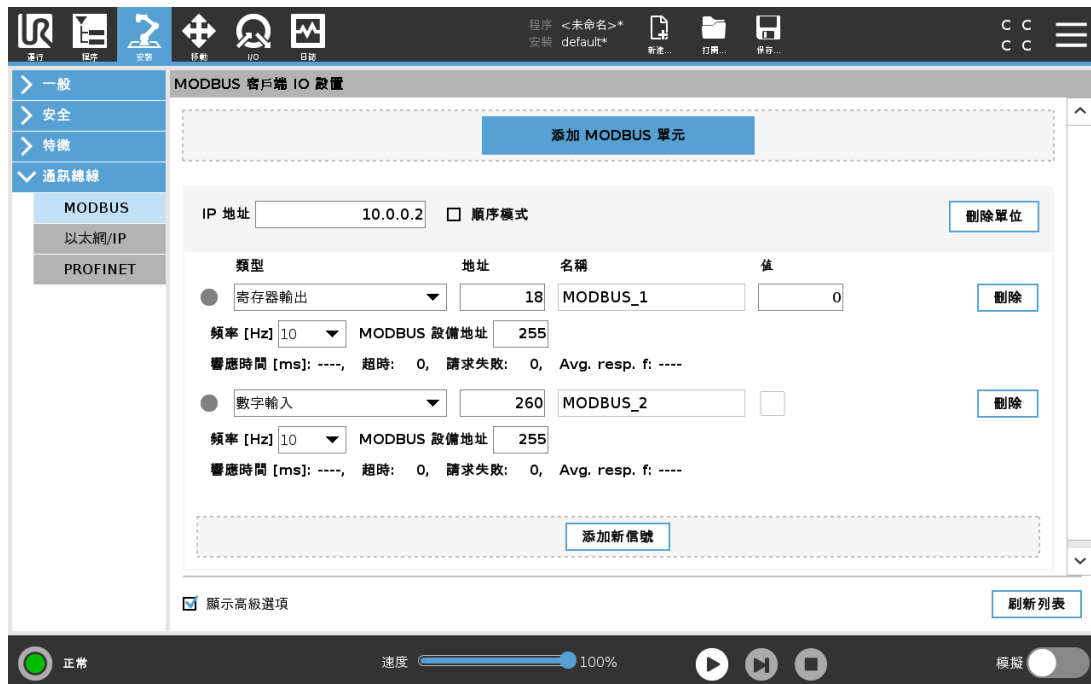 程序 <未命名>*
安裝 default*
運行 程序 安裝 移動 I/O 日誌 新建... 打開... 保存...
C C
C C
一般
安全
特徵
通訊總線
MODBUS
以太網/IP
PROFINET
MODBUS 客戶端 IO 設置
添加 MODBUS 單元
IP 地址 10.0.0.2 順序模式 刪除單位
類型 地址 名稱 值
寄存器輸出 18 MODBUS_1 0 刪除
頻率 [Hz] 10 MODBUS 設備地址 255
響應時間 [ms]: ----, 超時: 0, 請求失敗: 0, Avg. resp. f: ----
數字輸入 260 MODBUS_2 刪除
頻率 [Hz] 10 MODBUS 設備地址 255
響應時間 [ms]: ----, 超時: 0, 請求失敗: 0, Avg. resp. f: ----
添加新信號
顯示高級選項 刷新列表
正常 速度 100% 模擬